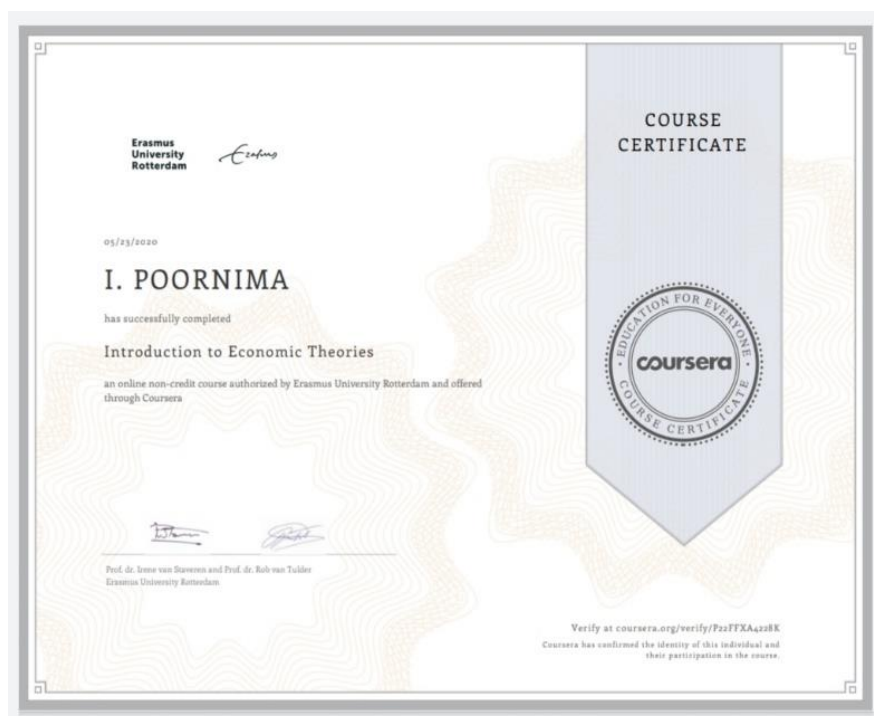 Erasmus
University
Rotterdam
Erasmus
05/23/2020
I. POORNIMA
has successfully completed
Introduction to Economic Theories
an online non-credit course authorized by Erasmus University Rotterdam and offered
through Coursera
Prof. dr. Irene van Staveren and Prof. dr. Rob van Tulder
Erasmus University Rotterdam
COURSE
CERTIFICATE
EDUCATION FOR EVERYONE
coursera
COURSE CERTIFICATE
Verify at coursera.org/verify/P22FFXA4228K
Coursera has confirmed the identity of this individual and
their participation in the course.